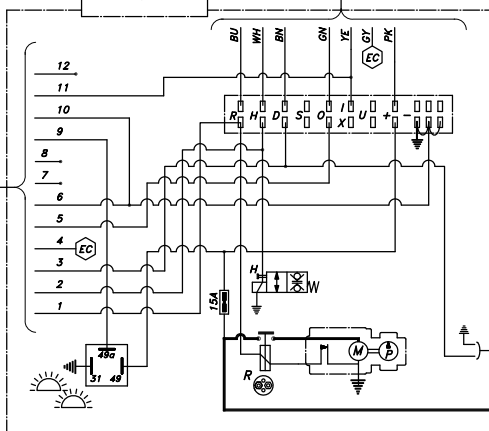 BU WH BN GN YE GY PK
EC
12
11
10
9
8
7
6
5
4 EC
3
2
1
R H D S O I X U + -
H
15A
49a
31 49
R
M P